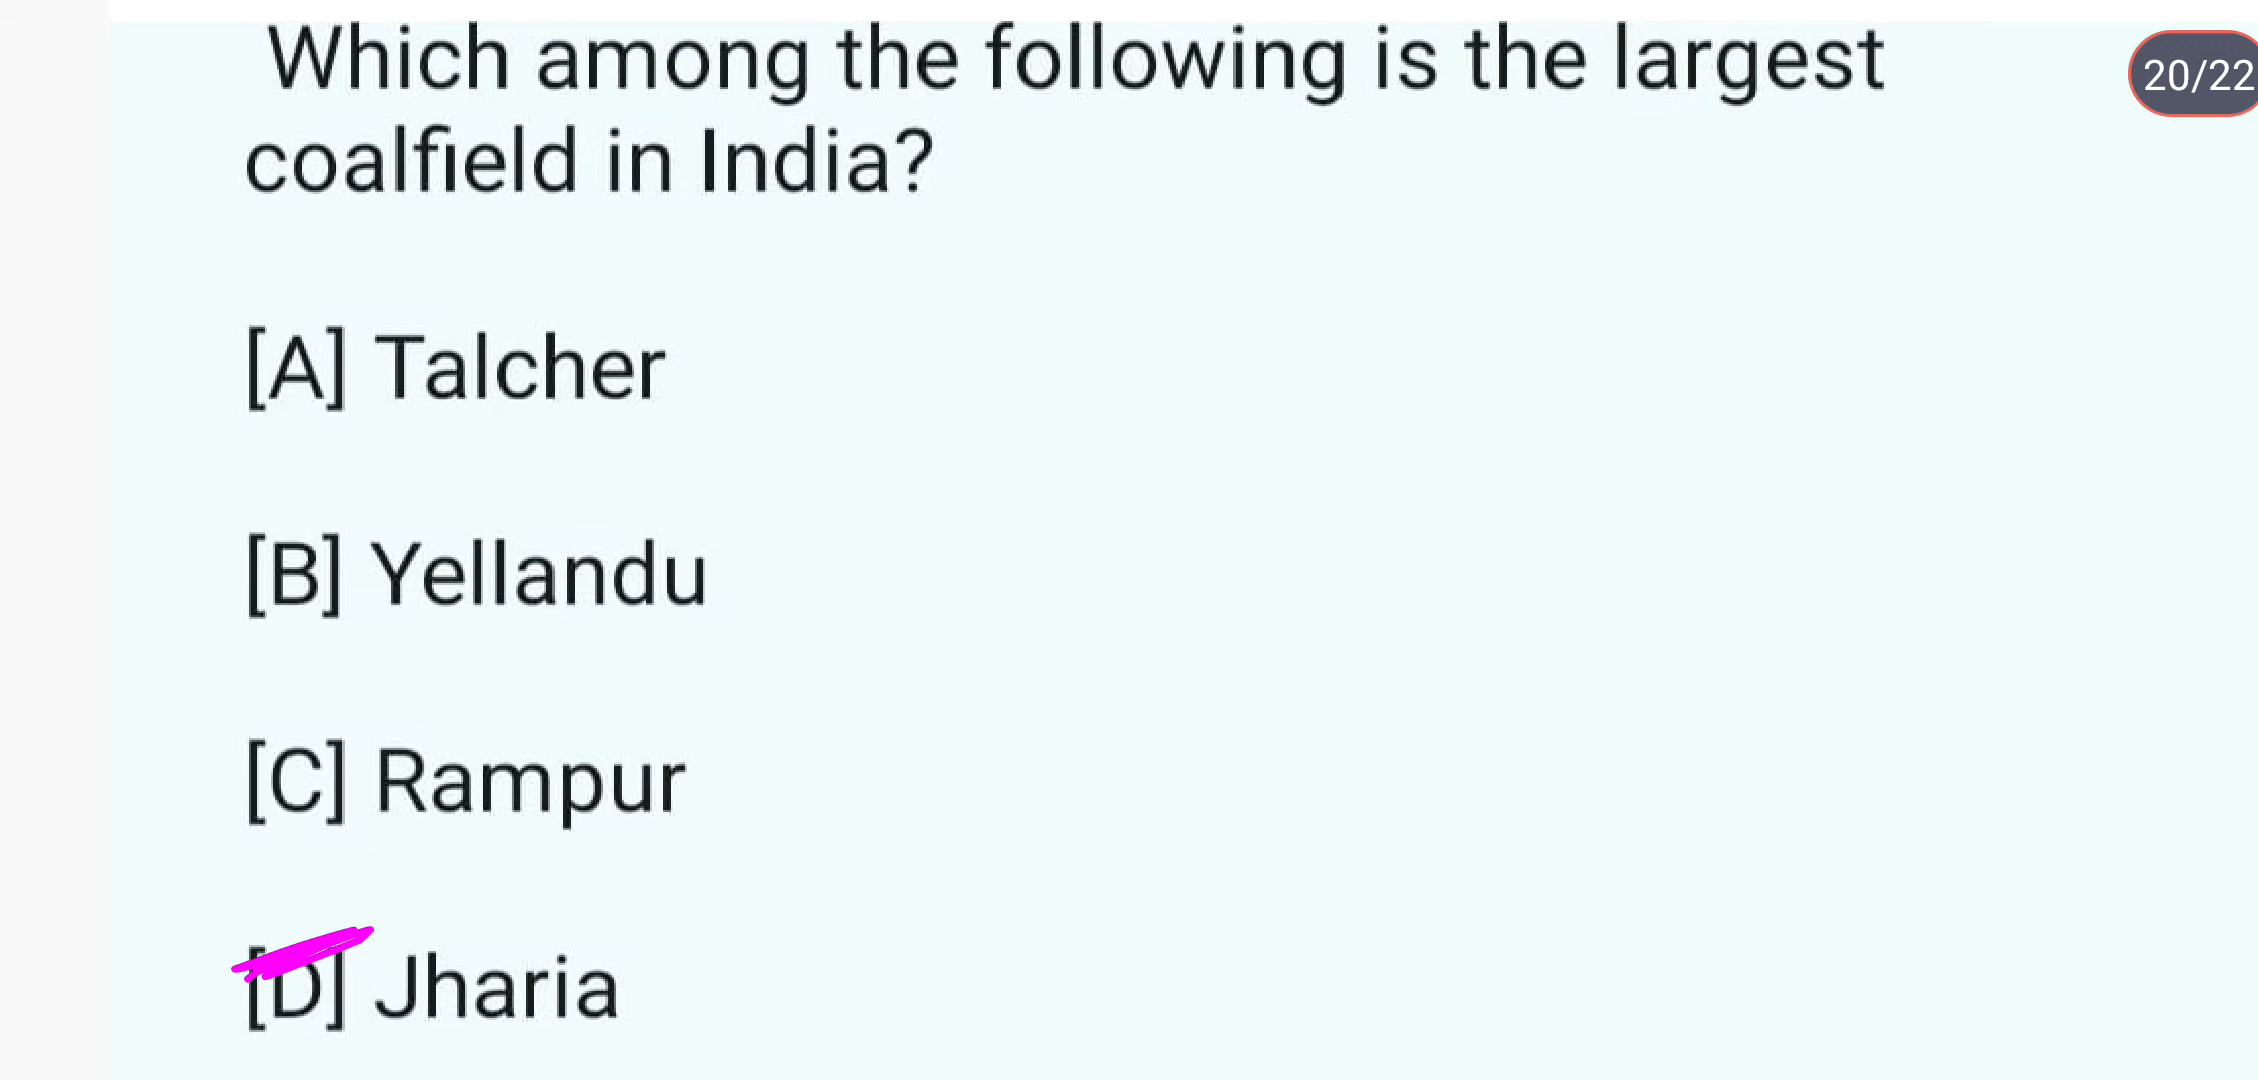 Which among the following is the largest
20/22
coalfield in India?
[A] Talcher
[B] Yellandu
[C] Rampur
[D] Jharia